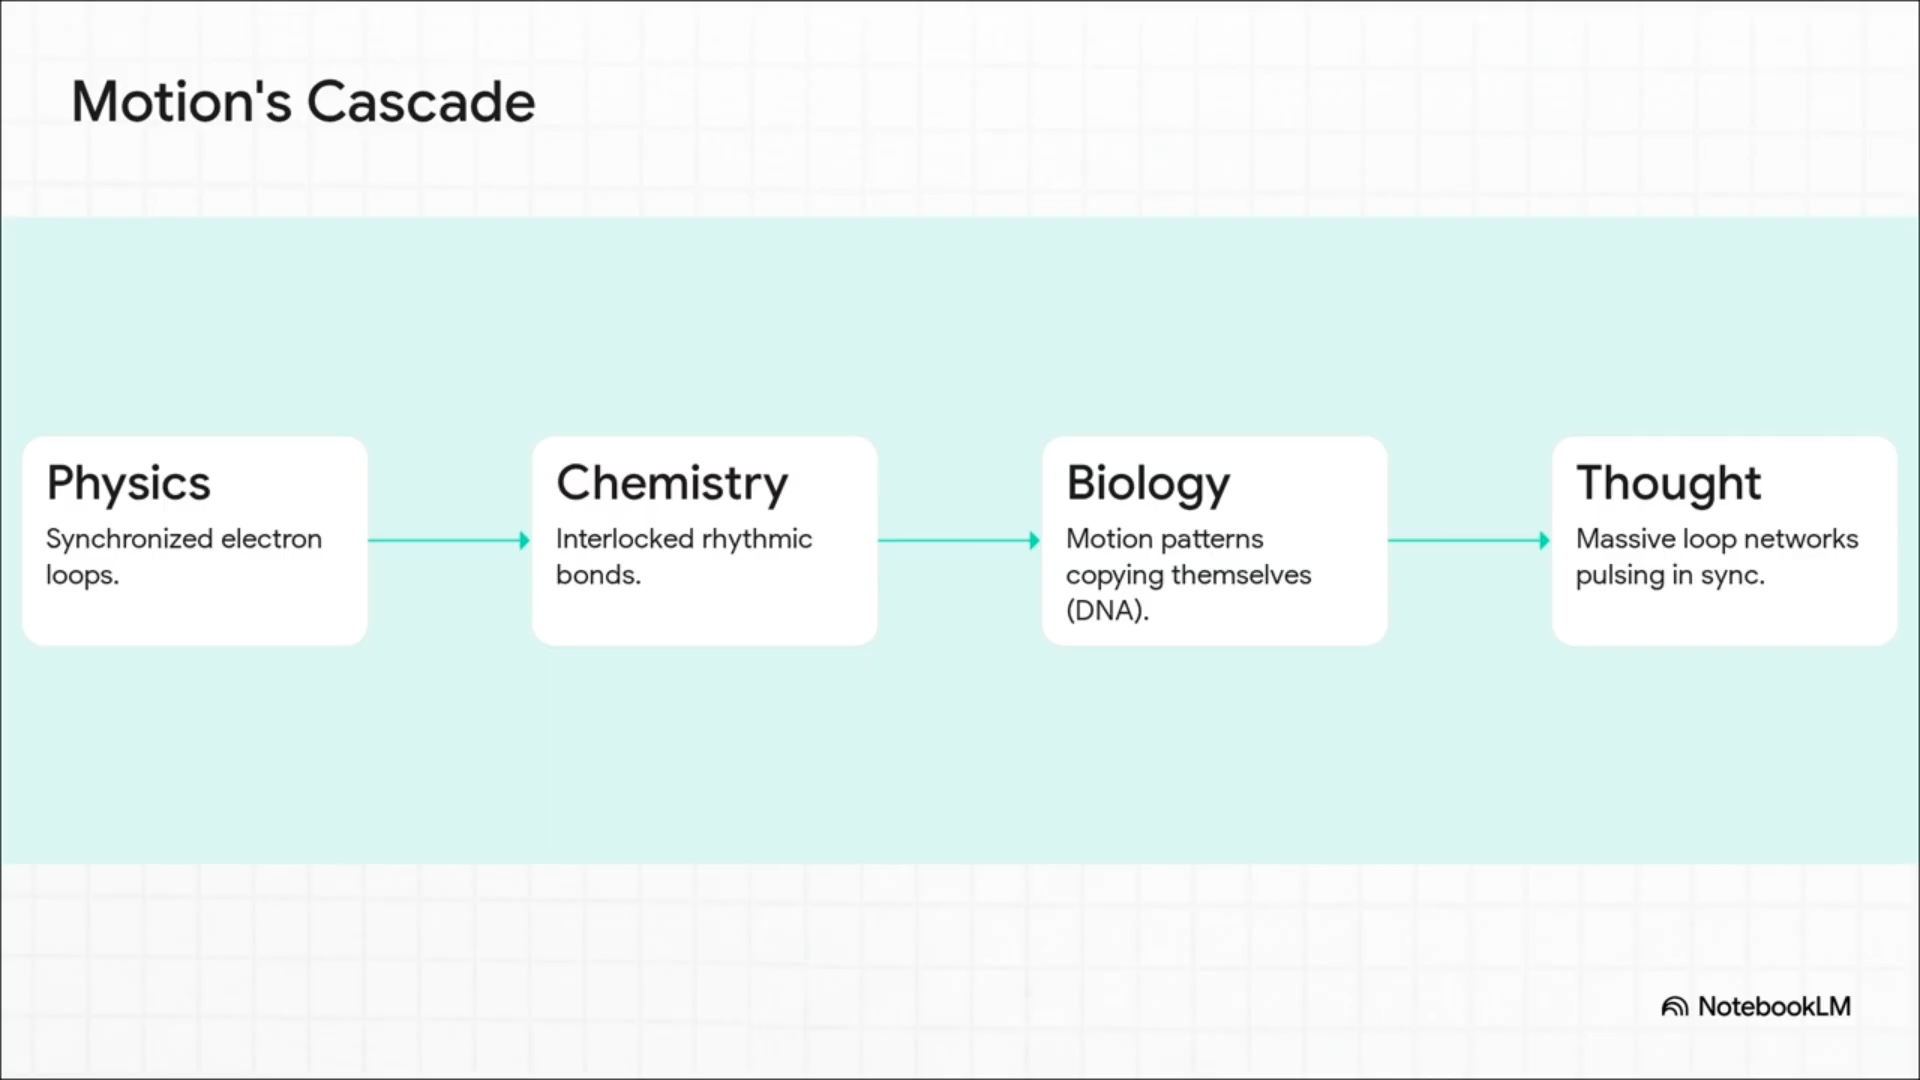 Motion's Cascade
Physics
Synchronized electron
loops.
Chemistry
Interlocked rhythmic
bonds.
Biology
Motion patterns
copying themselves
(DNA).
Thought
Massive loop networks
pulsing in sync.
NotebookLM